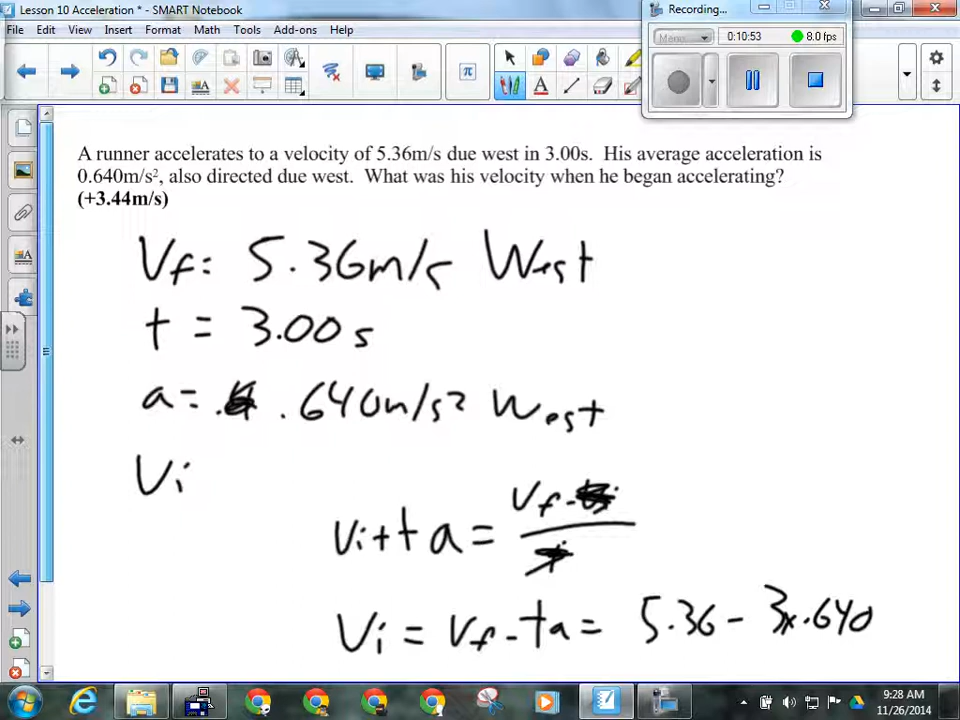 Lesson 10 Acceleration * - SMART Notebook
Recording...
File Edit View Insert Format Math Tools Add-ons Help
Menu 0:10:53 8.0 fps
A runner accelerates to a velocity of 5.36m/s due west in 3.00s. His average acceleration is
0.640m/s², also directed due west. What was his velocity when he began accelerating?
(+3.44m/s)
Vf = 5.36m/s West
t = 3.00 s
a = .640m/s² West
Vi
Vi + ta = Vf -
Vi = Vf - ta = 5.36 - 3x.640
9:28 AM
11/26/2014